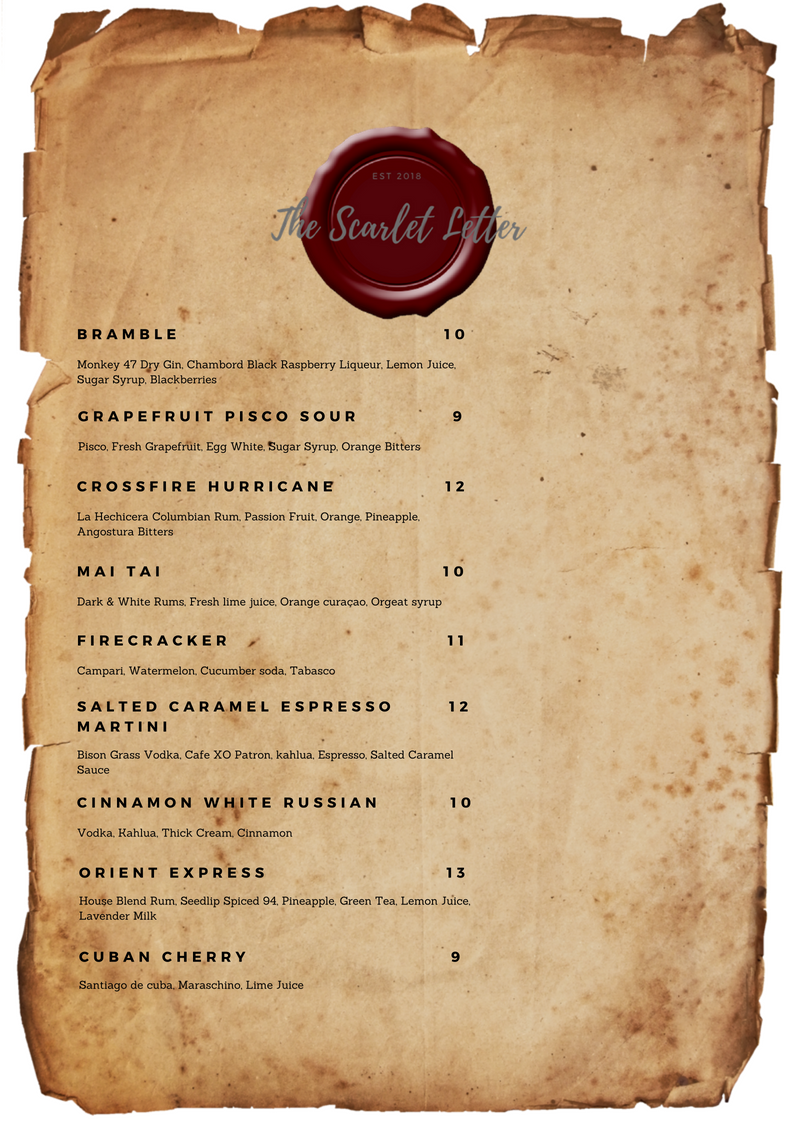 EST 2018
The Scarlet Letter
BRAMBLE 10
Monkey 47 Dry Gin, Chambord Black Raspberry Liqueur, Lemon Juice,
Sugar Syrup, Blackberries
GRAPEFRUIT PISCO SOUR 9
Pisco, Fresh Grapefruit, Egg White, Sugar Syrup, Orange Bitters
CROSSFIRE HURRICANE 12
La Hechicera Columbian Rum, Passion Fruit, Orange, Pineapple,
Angostura Bitters
MAI TAI 10
Dark & White Rums, Fresh lime juice, Orange curaçao, Orgeat syrup
FIRECRACKER 11
Campari, Watermelon, Cucumber soda, Tabasco
SALTED CARAMEL ESPRESSO 12
MARTINI
Bison Grass Vodka, Cafe XO Patron, kahlua, Espresso, Salted Caramel
Sauce
CINNAMON WHITE RUSSIAN 10
Vodka, Kahlua, Thick Cream, Cinnamon
ORIENT EXPRESS 13
House Blend Rum, Seedlip Spiced 94, Pineapple, Green Tea, Lemon Juice,
Lavender Milk
CUBAN CHERRY 9
Santiago de cuba, Maraschino, Lime Juice